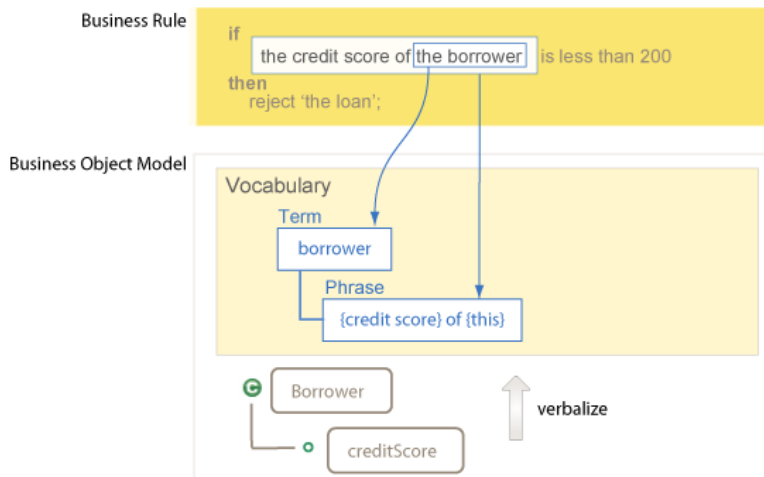 Business Rule
if
the credit score of the borrower is less than 200
then
reject ‘the loan’;
Business Object Model
Vocabulary
Term
borrower
Phrase
{credit score} of {this}
C Borrower
verbalize
creditScore